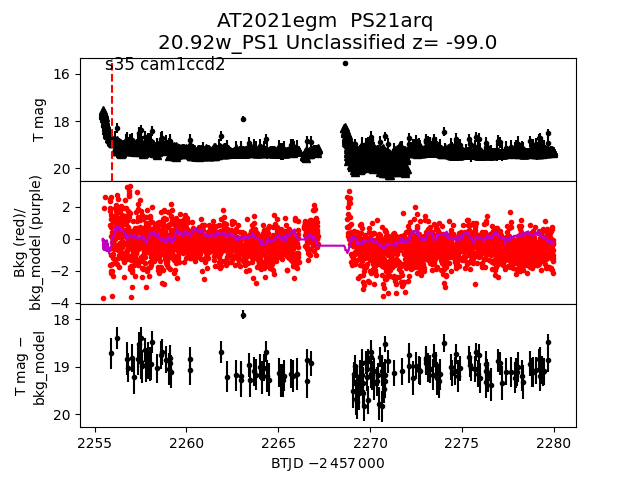 AT2021egm  PS21arq
20.92w_PS1 Unclassified z= -99.0
s35 cam1ccd2
T mag
16
18
20
Bkg (red)/
bkg_model (purple)
2
0
−2
−4
T mag −
bkg_model
18
19
20
2255 2260 2265 2270 2275 2280
BTJD −2 457 000